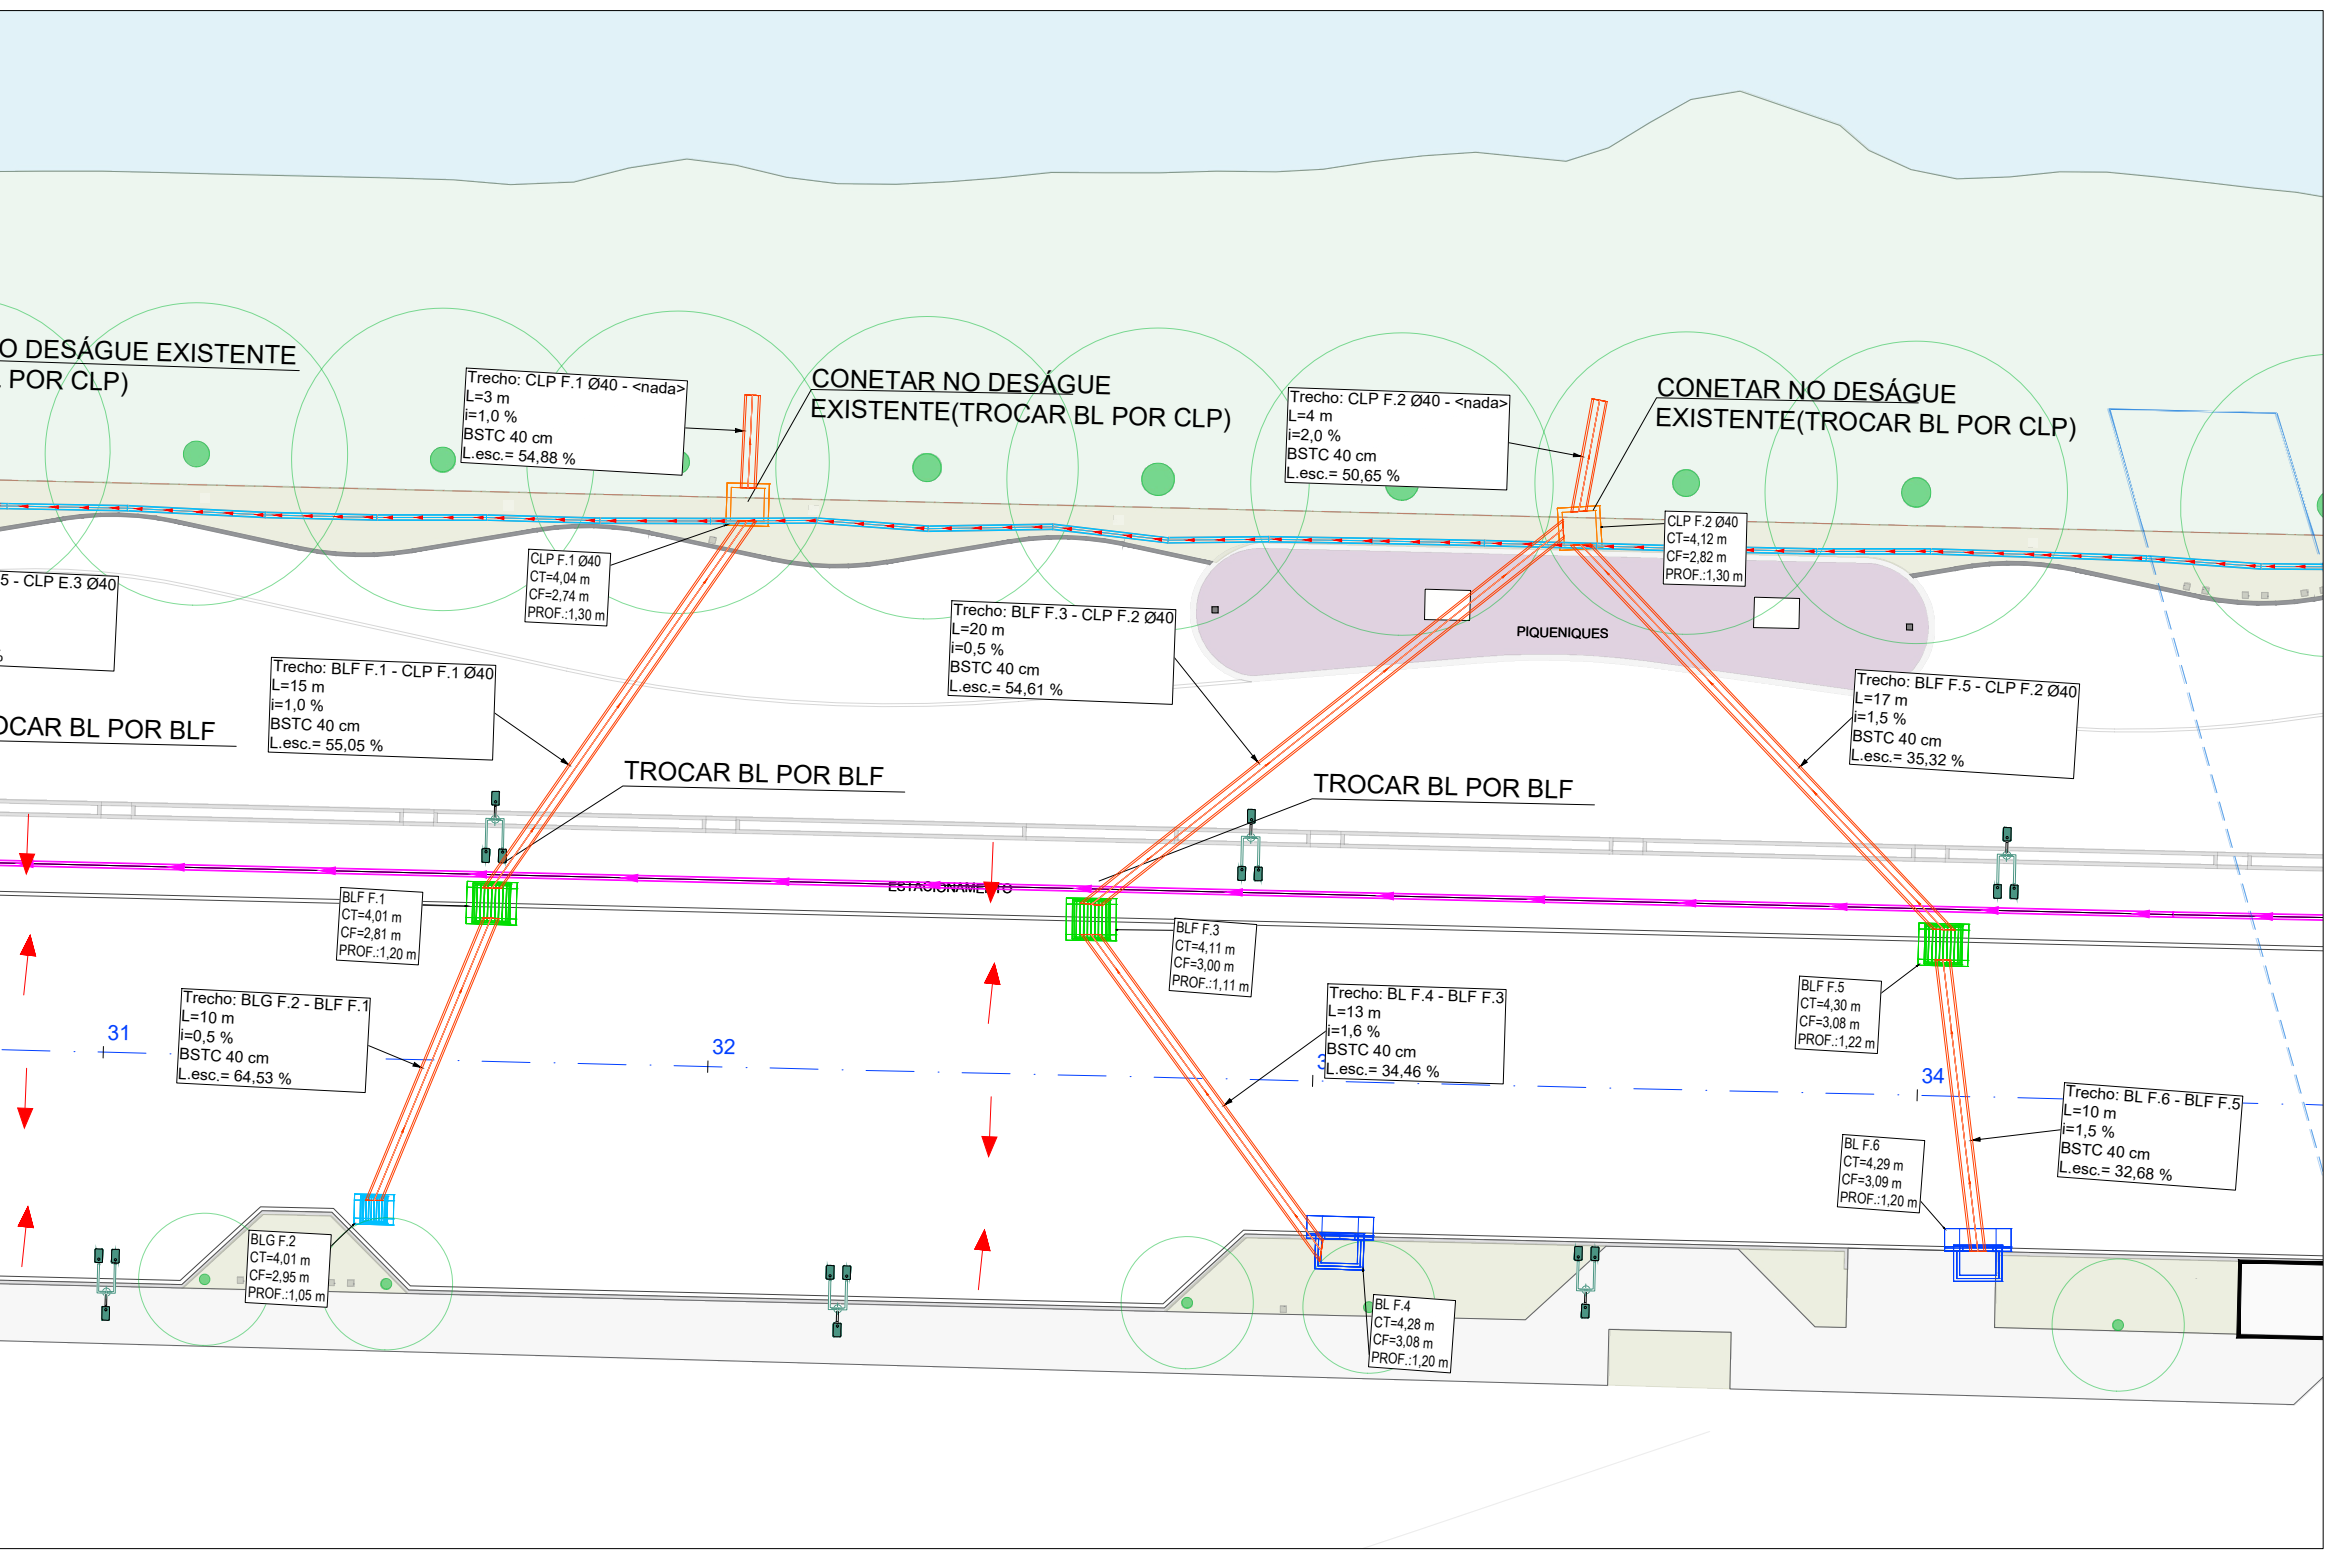 O DESÁGUE EXISTENTE
POR CLP)
Trecho: CLP F.1 Ø40 - <nada>
L=3 m
i=1,0 %
BSTC 40 cm
L.esc.= 54,88 %
CONETAR NO DESÁGUE
EXISTENTE(TROCAR BL POR CLP)
Trecho: CLP F.2 Ø40 - <nada>
L=4 m
i=2,0 %
BSTC 40 cm
L.esc.= 50,65 %
CONETAR NO DESÁGUE
EXISTENTE(TROCAR BL POR CLP)
CLP F.1 Ø40
CT=4,04 m
CF=2,74 m
PROF.:1,30 m
CLP F.2 Ø40
CT=4,12 m
CF=2,82 m
PROF.:1,30 m
5 - CLP E.3 Ø40
%
Trecho: BLF F.1 - CLP F.1 Ø40
L=15 m
i=1,0 %
BSTC 40 cm
L.esc.= 55,05 %
Trecho: BLF F.3 - CLP F.2 Ø40
L=20 m
i=0,5 %
BSTC 40 cm
L.esc.= 54,61 %
PIQUENIQUES
Trecho: BLF F.5 - CLP F.2 Ø40
L=17 m
i=1,5 %
BSTC 40 cm
L.esc.= 35,32 %
OCAR BL POR BLF
TROCAR BL POR BLF
TROCAR BL POR BLF
ESTACIONAMENTO
BLF F.1
CT=4,01 m
CF=2,81 m
PROF.:1,20 m
BLF F.3
CT=4,11 m
CF=3,00 m
PROF.:1,11 m
BLF F.5
CT=4,30 m
CF=3,08 m
PROF.:1,22 m
Trecho: BLG F.2 - BLF F.1
L=10 m
i=0,5 %
BSTC 40 cm
L.esc.= 64,53 %
Trecho: BL F.4 - BLF F.3
L=13 m
i=1,6 %
BSTC 40 cm
L.esc.= 34,46 %
31
32
3
34
Trecho: BL F.6 - BLF F.5
L=10 m
i=1,5 %
BSTC 40 cm
L.esc.= 32,68 %
BL F.6
CT=4,29 m
CF=3,09 m
PROF.:1,20 m
BLG F.2
CT=4,01 m
CF=2,95 m
PROF.:1,05 m
BL F.4
CT=4,28 m
CF=3,08 m
PROF.:1,20 m